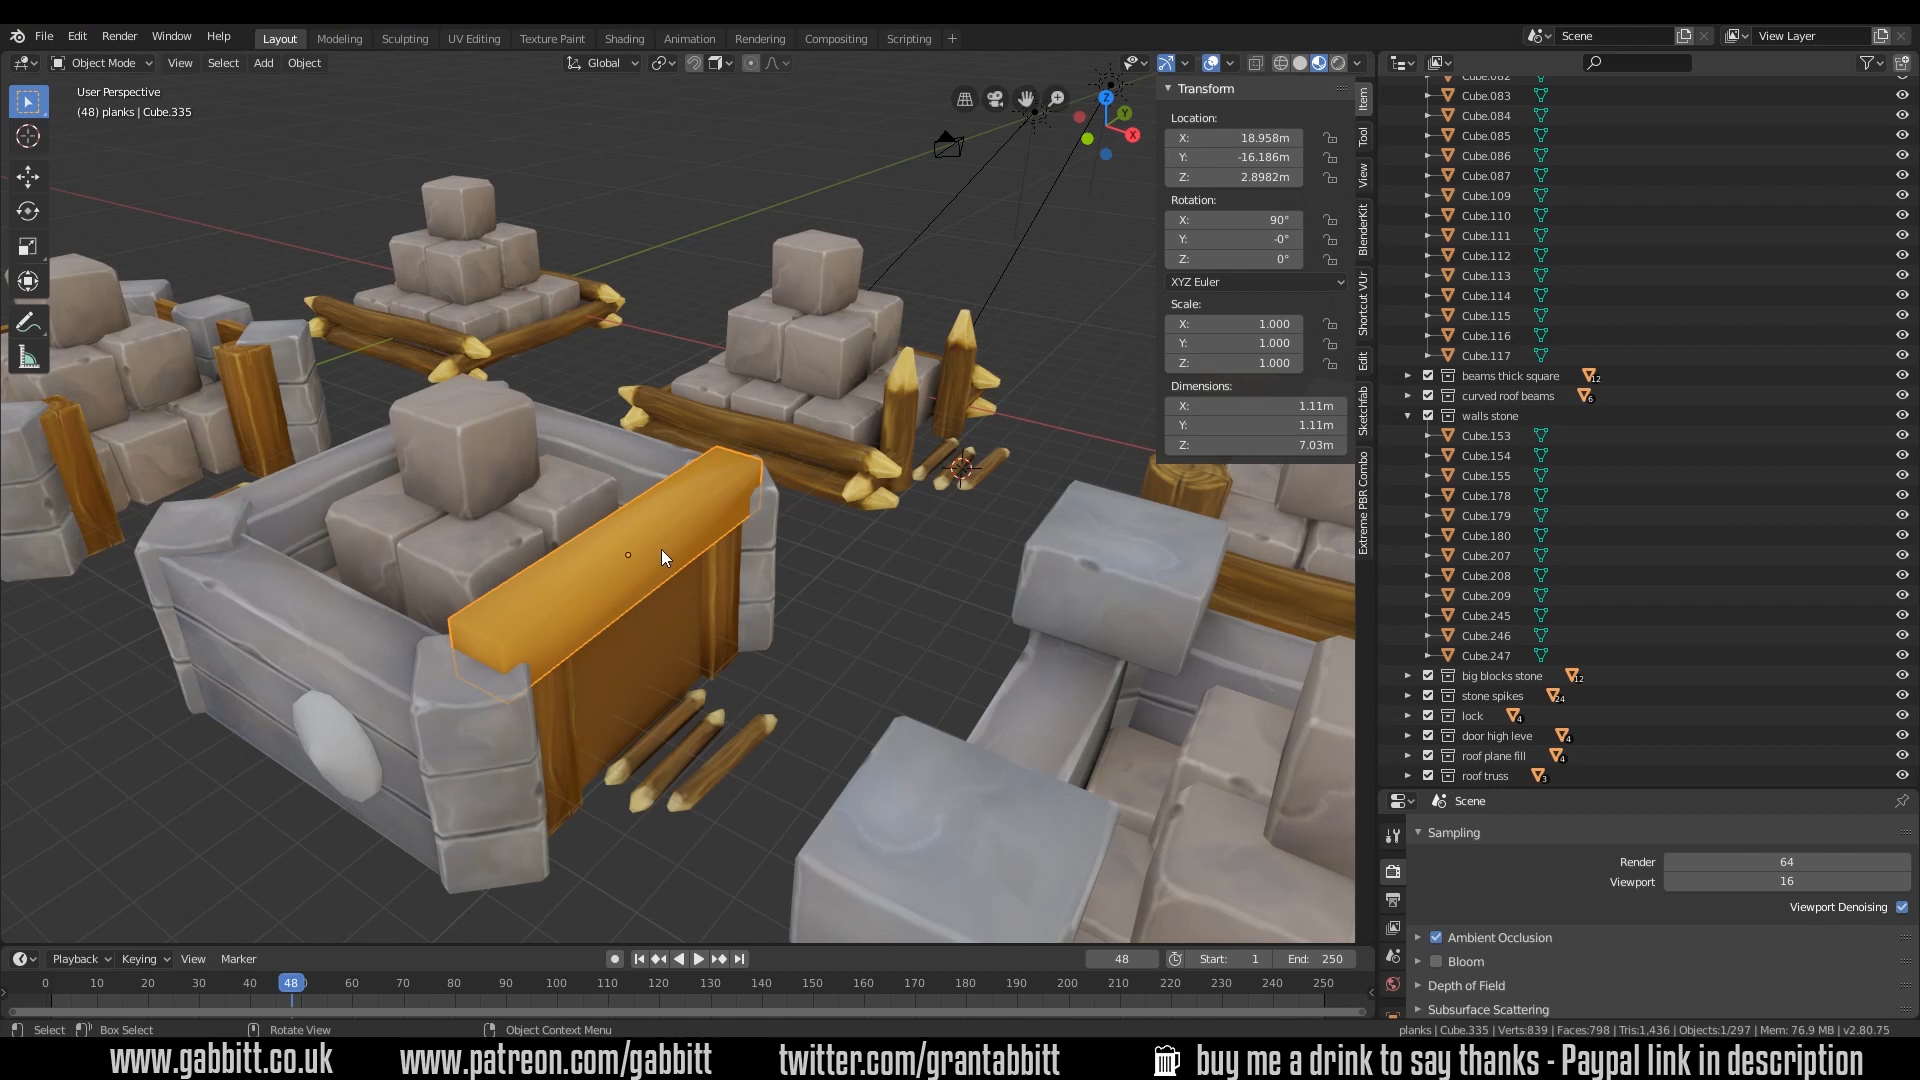 File Edit Render Window Help Layout Modeling Sculpting UV Editing Texture Paint Shading Animation Rendering Compositing Scripting + Scene View Layer
Object Mode View Select Add Object Global
User Perspective
(48) planks | Cube.335
Transform
Location:
X: 18.958m
Y: -16.186m
Z: 2.8982m
Rotation:
X: 90°
Y: -0°
Z: 0°
XYZ Euler
Scale:
X: 1.000
Y: 1.000
Z: 1.000
Dimensions:
X: 1.11m
Y: 1.11m
Z: 7.03m
Item
Tool
View
BlenderKit
Shortcut VUr
Edit
Sketchfab
Extreme PBR Combo
Z
Y
X
Cube.082
Cube.083
Cube.084
Cube.085
Cube.086
Cube.087
Cube.109
Cube.110
Cube.111
Cube.112
Cube.113
Cube.114
Cube.115
Cube.116
Cube.117
beams thick square 12
curved roof beams 6
walls stone
Cube.153
Cube.154
Cube.155
Cube.178
Cube.179
Cube.180
Cube.207
Cube.208
Cube.209
Cube.245
Cube.246
Cube.247
big blocks stone 12
stone spikes 24
lock 4
door high leve 4
roof plane fill 4
roof truss 3
Scene
Sampling
Render 64
Viewport 16
Viewport Denoising
Ambient Occlusion
Bloom
Depth of Field
Subsurface Scattering
Playback Keying View Marker 48 Start: 1 End: 250
0 10 20 30 40 48 60 70 80 90 100 110 120 130 140 150 160 170 180 190 200 210 220 230 240 250
Select Box Select Rotate View Object Context Menu planks | Cube.335 | Verts:839 | Faces:798 | Tris:1,436 | Objects:1/297 | Mem: 76.9 MB | v2.80.75
www.gabbitt.co.uk www.patreon.com/gabbitt twitter.com/grantabbitt buy me a drink to say thanks - Paypal link in description